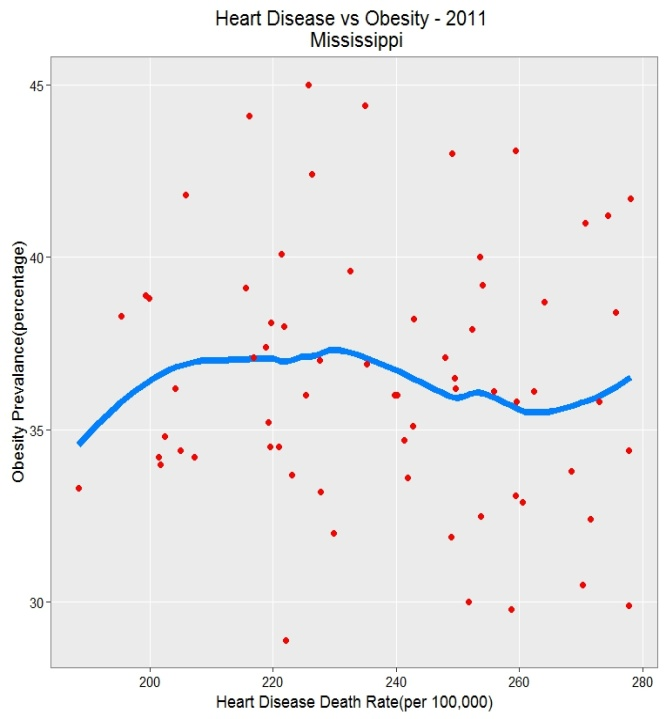 Heart Disease vs Obesity - 2011
Mississippi
Obesity Prevalance(percentage)
45
40
35
30
200 220 240 260 280
Heart Disease Death Rate(per 100,000)